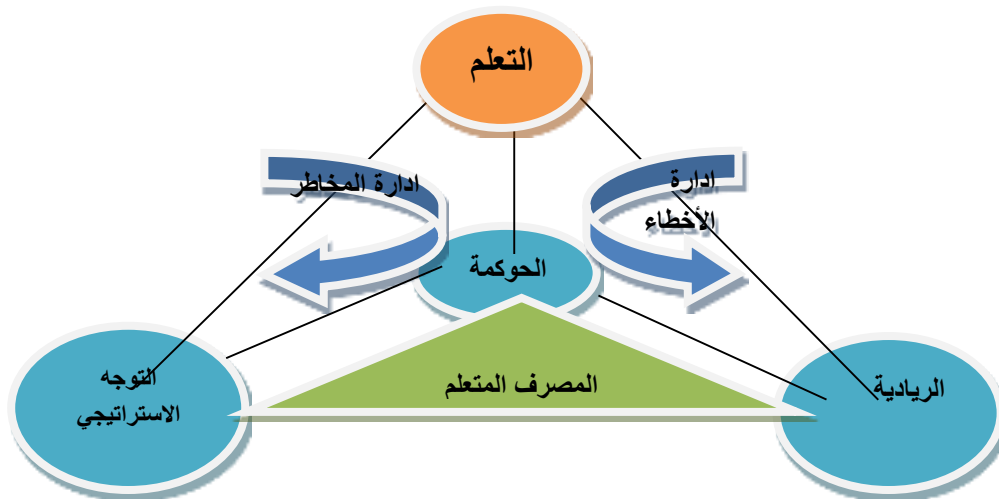 التعلم
ادارة
ادارة المخاطر
الأخطاء
الحوكمة
التوجه
الريادية
المصرف المتعلم
الاستراتيجي